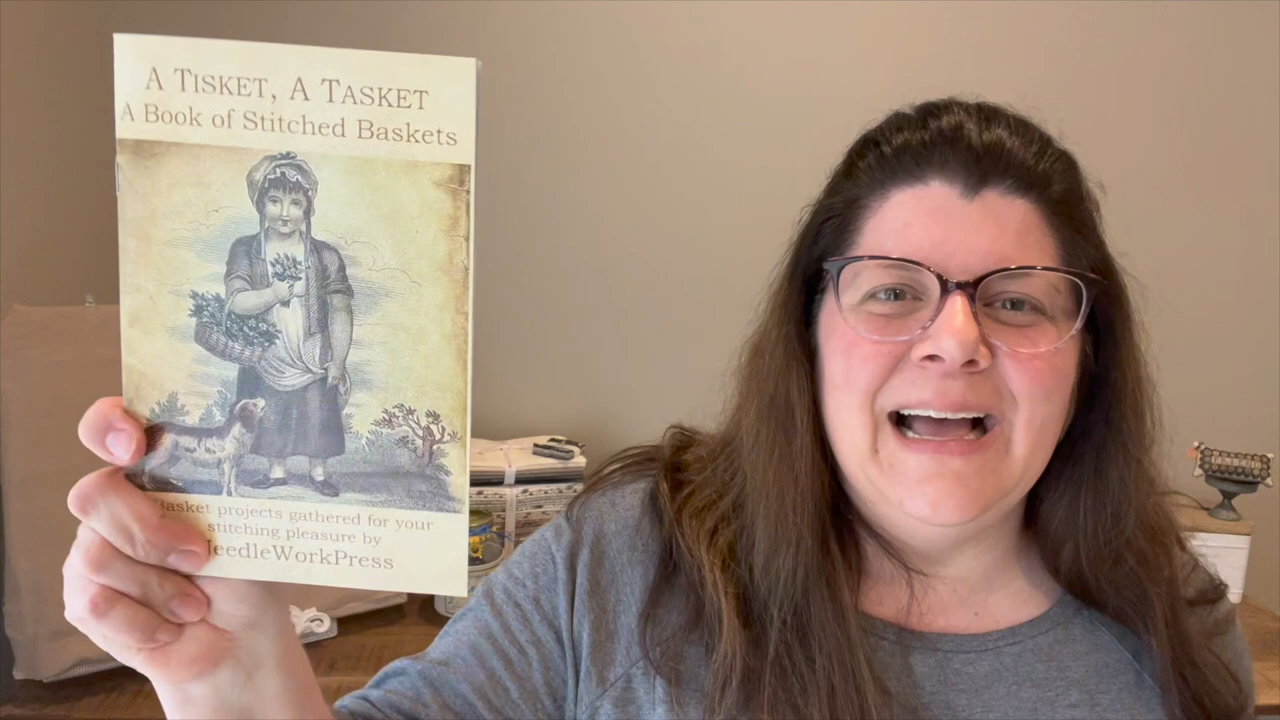 A TISKET, A TASKET
A Book of Stitched Baskets
Basket projects gathered for your
stitching pleasure by
NeedleWorkPress